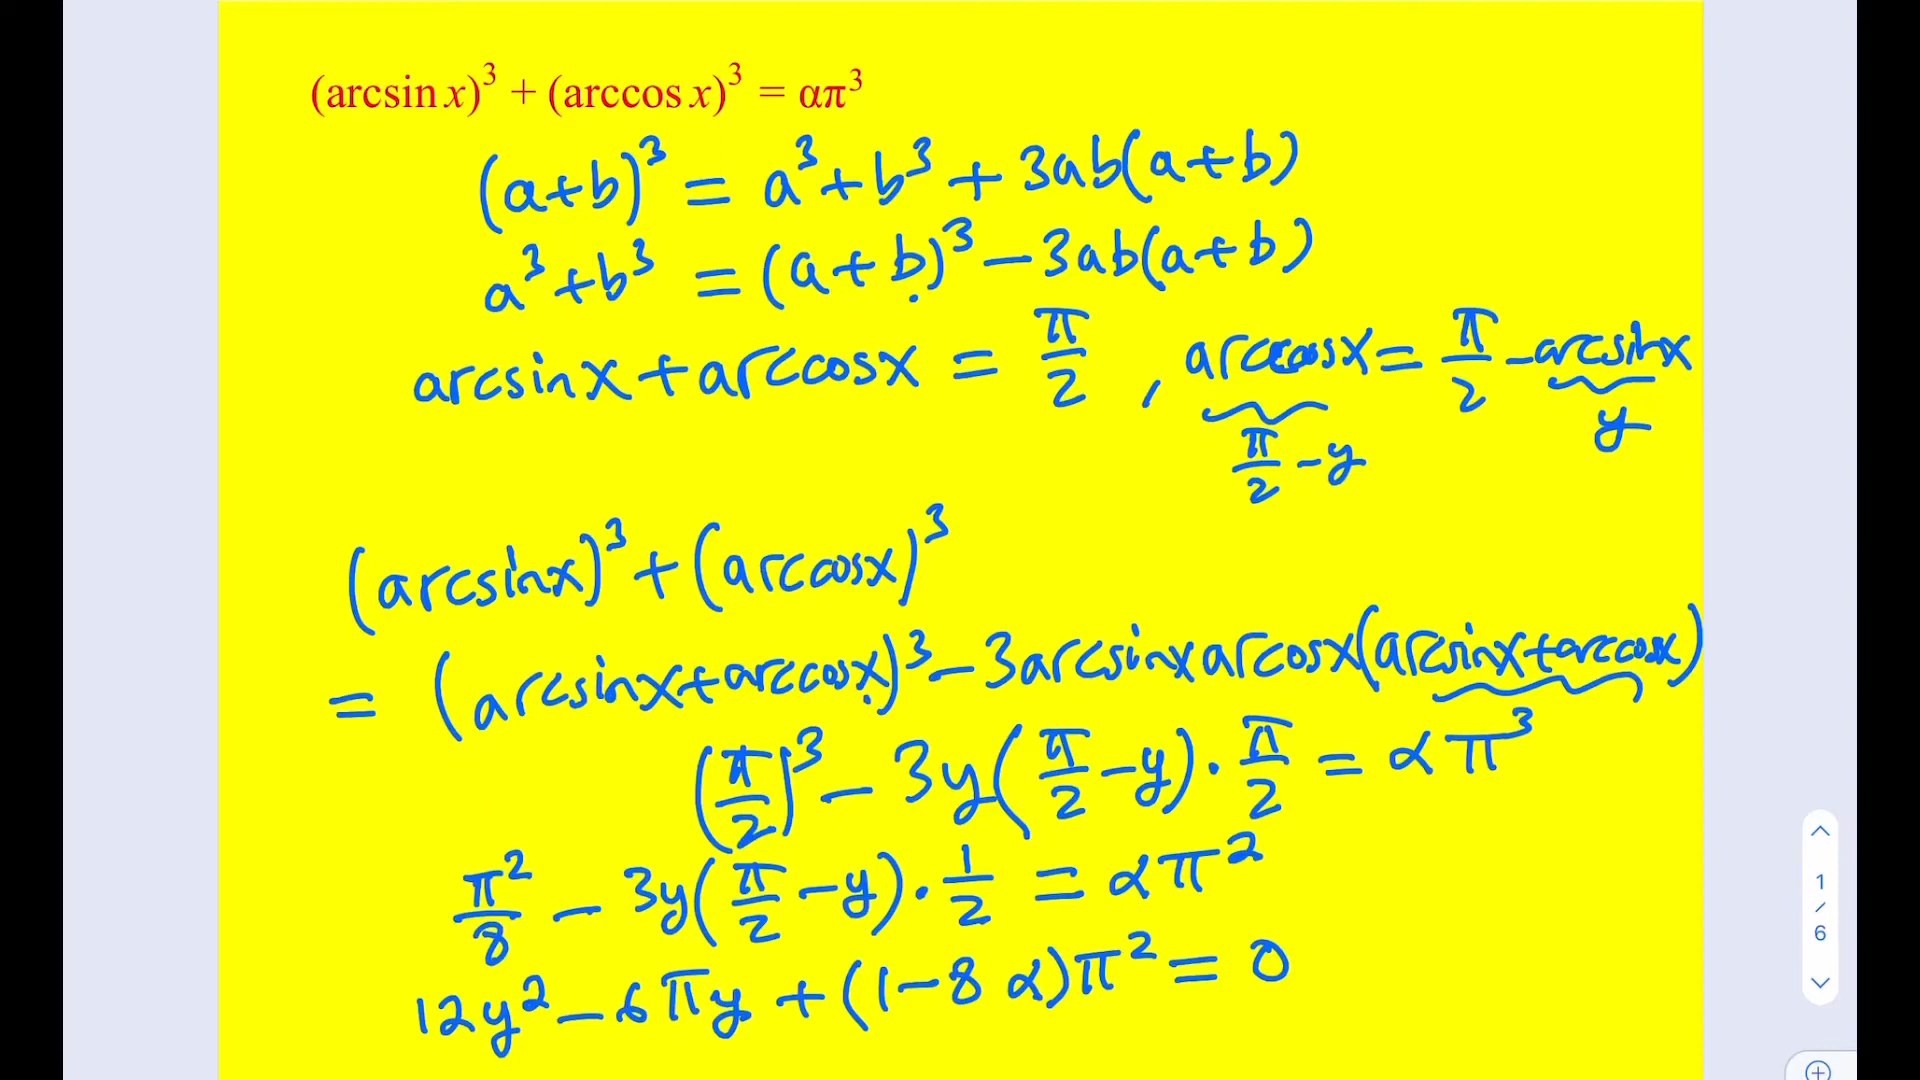 (arcsin x)³ + (arccos x)³ = απ³
(a+b)³ = a³+b³ + 3ab(a+b)
a³+b³ = (a+b)³ - 3ab(a+b)
arcsinx + arccosx = π/2 , arccosx = π/2 - arcsinx
y
π/2 - y
(arcsinx)³ + (arccosx)³
= (arcsinx+arccosx)³ - 3arcsinxarcosx(arcsinx+arccosx)
(π/2)³ - 3y(π/2 - y)·π/2 = απ³
π²/8 - 3y(π/2 - y)·1/2 = απ²
12y² - 6πy + (1-8α)π² = 0
1
/
6